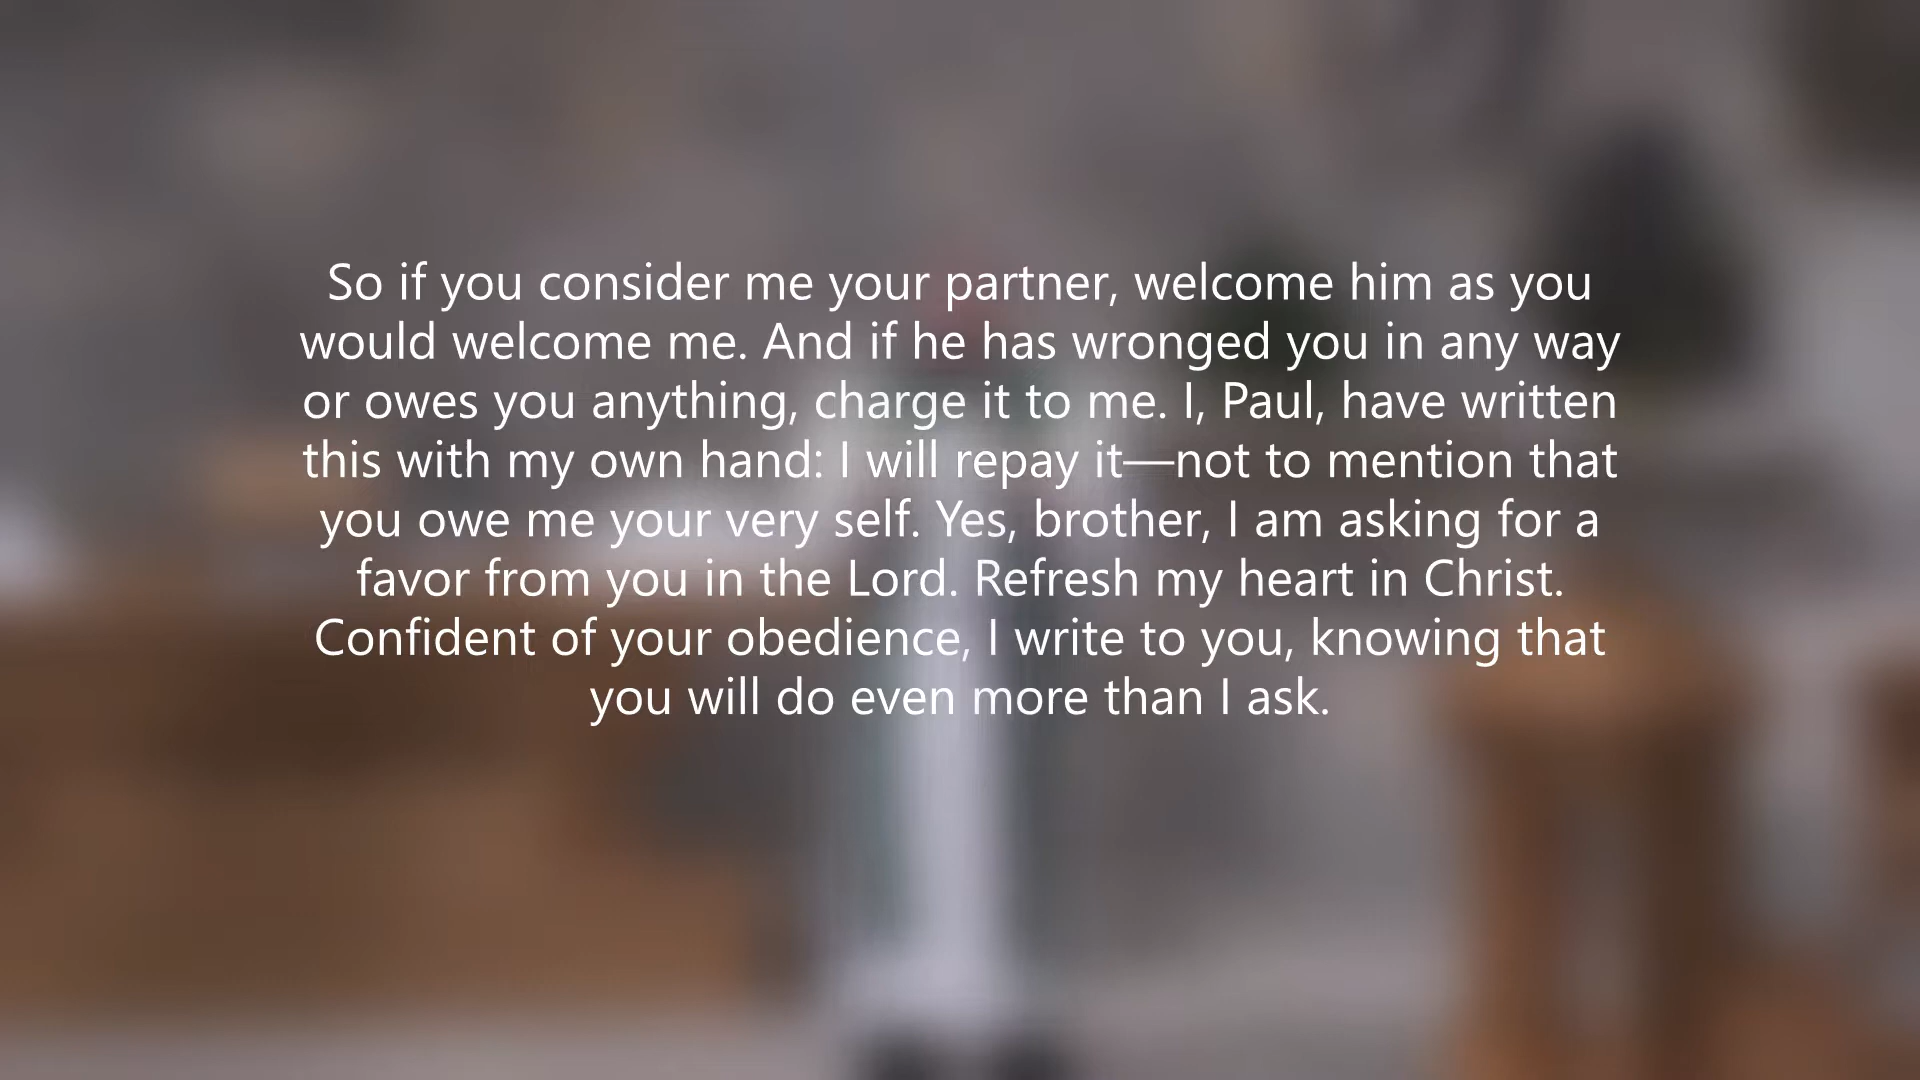 So if you consider me your partner, welcome him as you
would welcome me. And if he has wronged you in any way
or owes you anything, charge it to me. I, Paul, have written
this with my own hand: I will repay it—not to mention that
you owe me your very self. Yes, brother, I am asking for a
favor from you in the Lord. Refresh my heart in Christ.
Confident of your obedience, I write to you, knowing that
you will do even more than I ask.